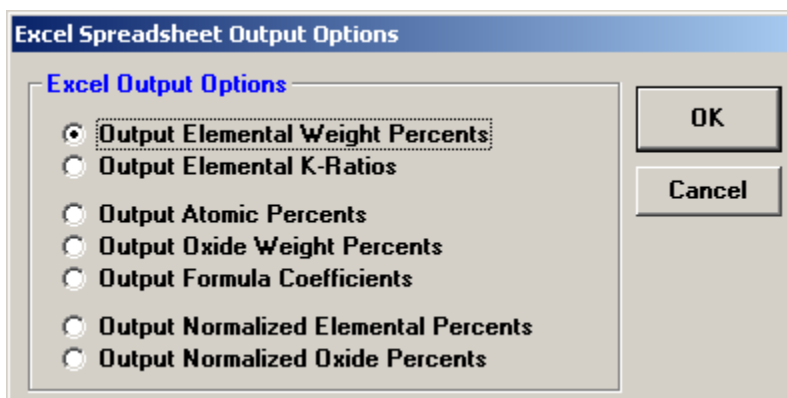 Excel Spreadsheet Output Options
Excel Output Options
Output Elemental Weight Percents
Output Elemental K-Ratios
Output Atomic Percents
Output Oxide Weight Percents
Output Formula Coefficients
Output Normalized Elemental Percents
Output Normalized Oxide Percents
OK
Cancel